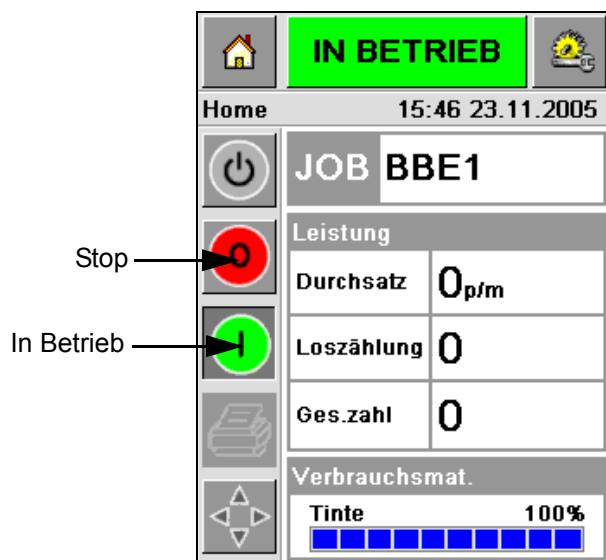 IN BETRIEB
Home 15:46 23.11.2005
JOB BBE1
Stop
O
Leistung
Durchsatz 0p/m
In Betrieb
I
Loszählung 0
Ges.zahl 0
Verbrauchsmat.
Tinte 100%